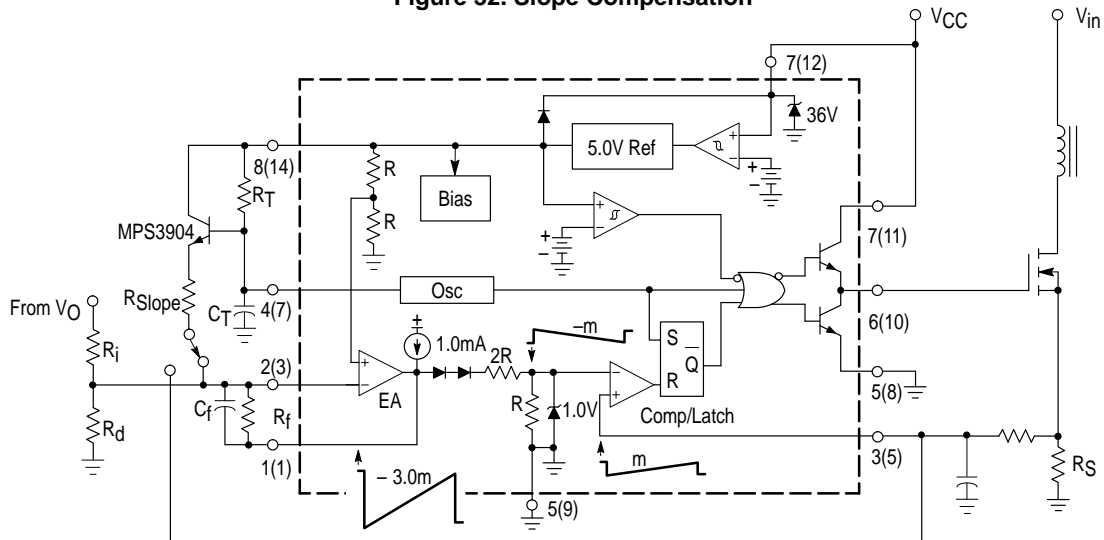 Figure 32. Slope Compensation
VCC
Vin
7(12)
36V
5.0V Ref
+
−
+
−
8(14)
R
RT
Bias
R
+
−
+
−
MPS3904
7(11)
RSlope
Osc
4(7)
CT
From VO
6(10)
−m
1.0mA
S
Q
R
2R
Ri
2(3)
+
−
EA
−
+
R
1.0V
5(8)
Comp/Latch
Cf
Rf
Rd
3(5)
m
1(1)
RS
− 3.0m
5(9)